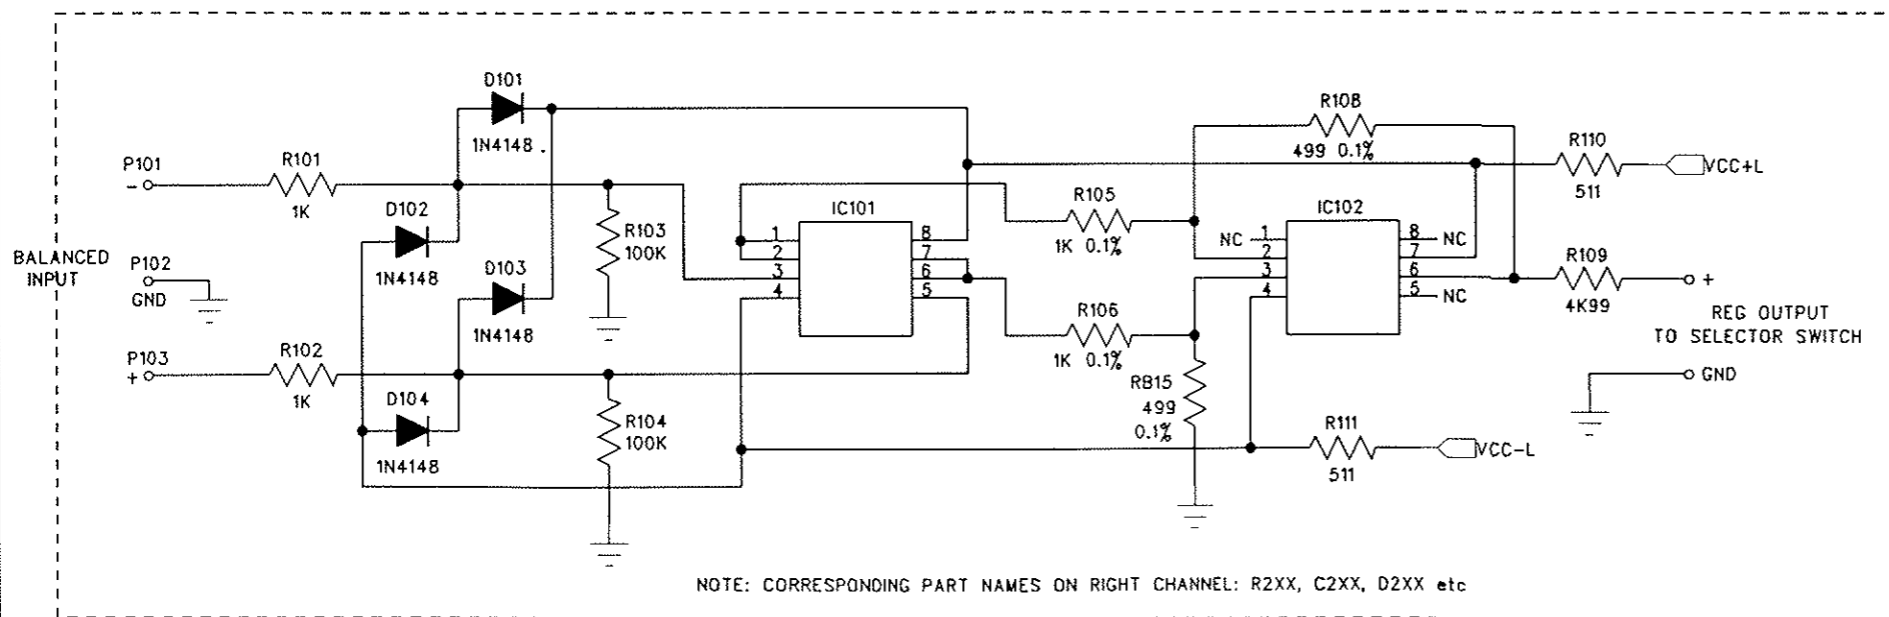 D101
1N4148
R108
499 0.1%
R110
511
VCC+L
P101
-
R101
1K
D102
1N4148
R103
100K
IC101
1
2
3
4
8
7
6
5
R105
1K 0.1%
IC102
NC
1
2
3
4
8
7
6
5
NC
NC
BALANCED
INPUT
P102
GND
D103
1N4148
R109
4K99
+
REG OUTPUT
TO SELECTOR SWITCH
GND
R106
1K 0.1%
P103
+
R102
1K
D104
1N4148
R104
100K
RB15
499
0.1%
R111
511
VCC-L
NOTE: CORRESPONDING PART NAMES ON RIGHT CHANNEL: R2XX, C2XX, D2XX etc